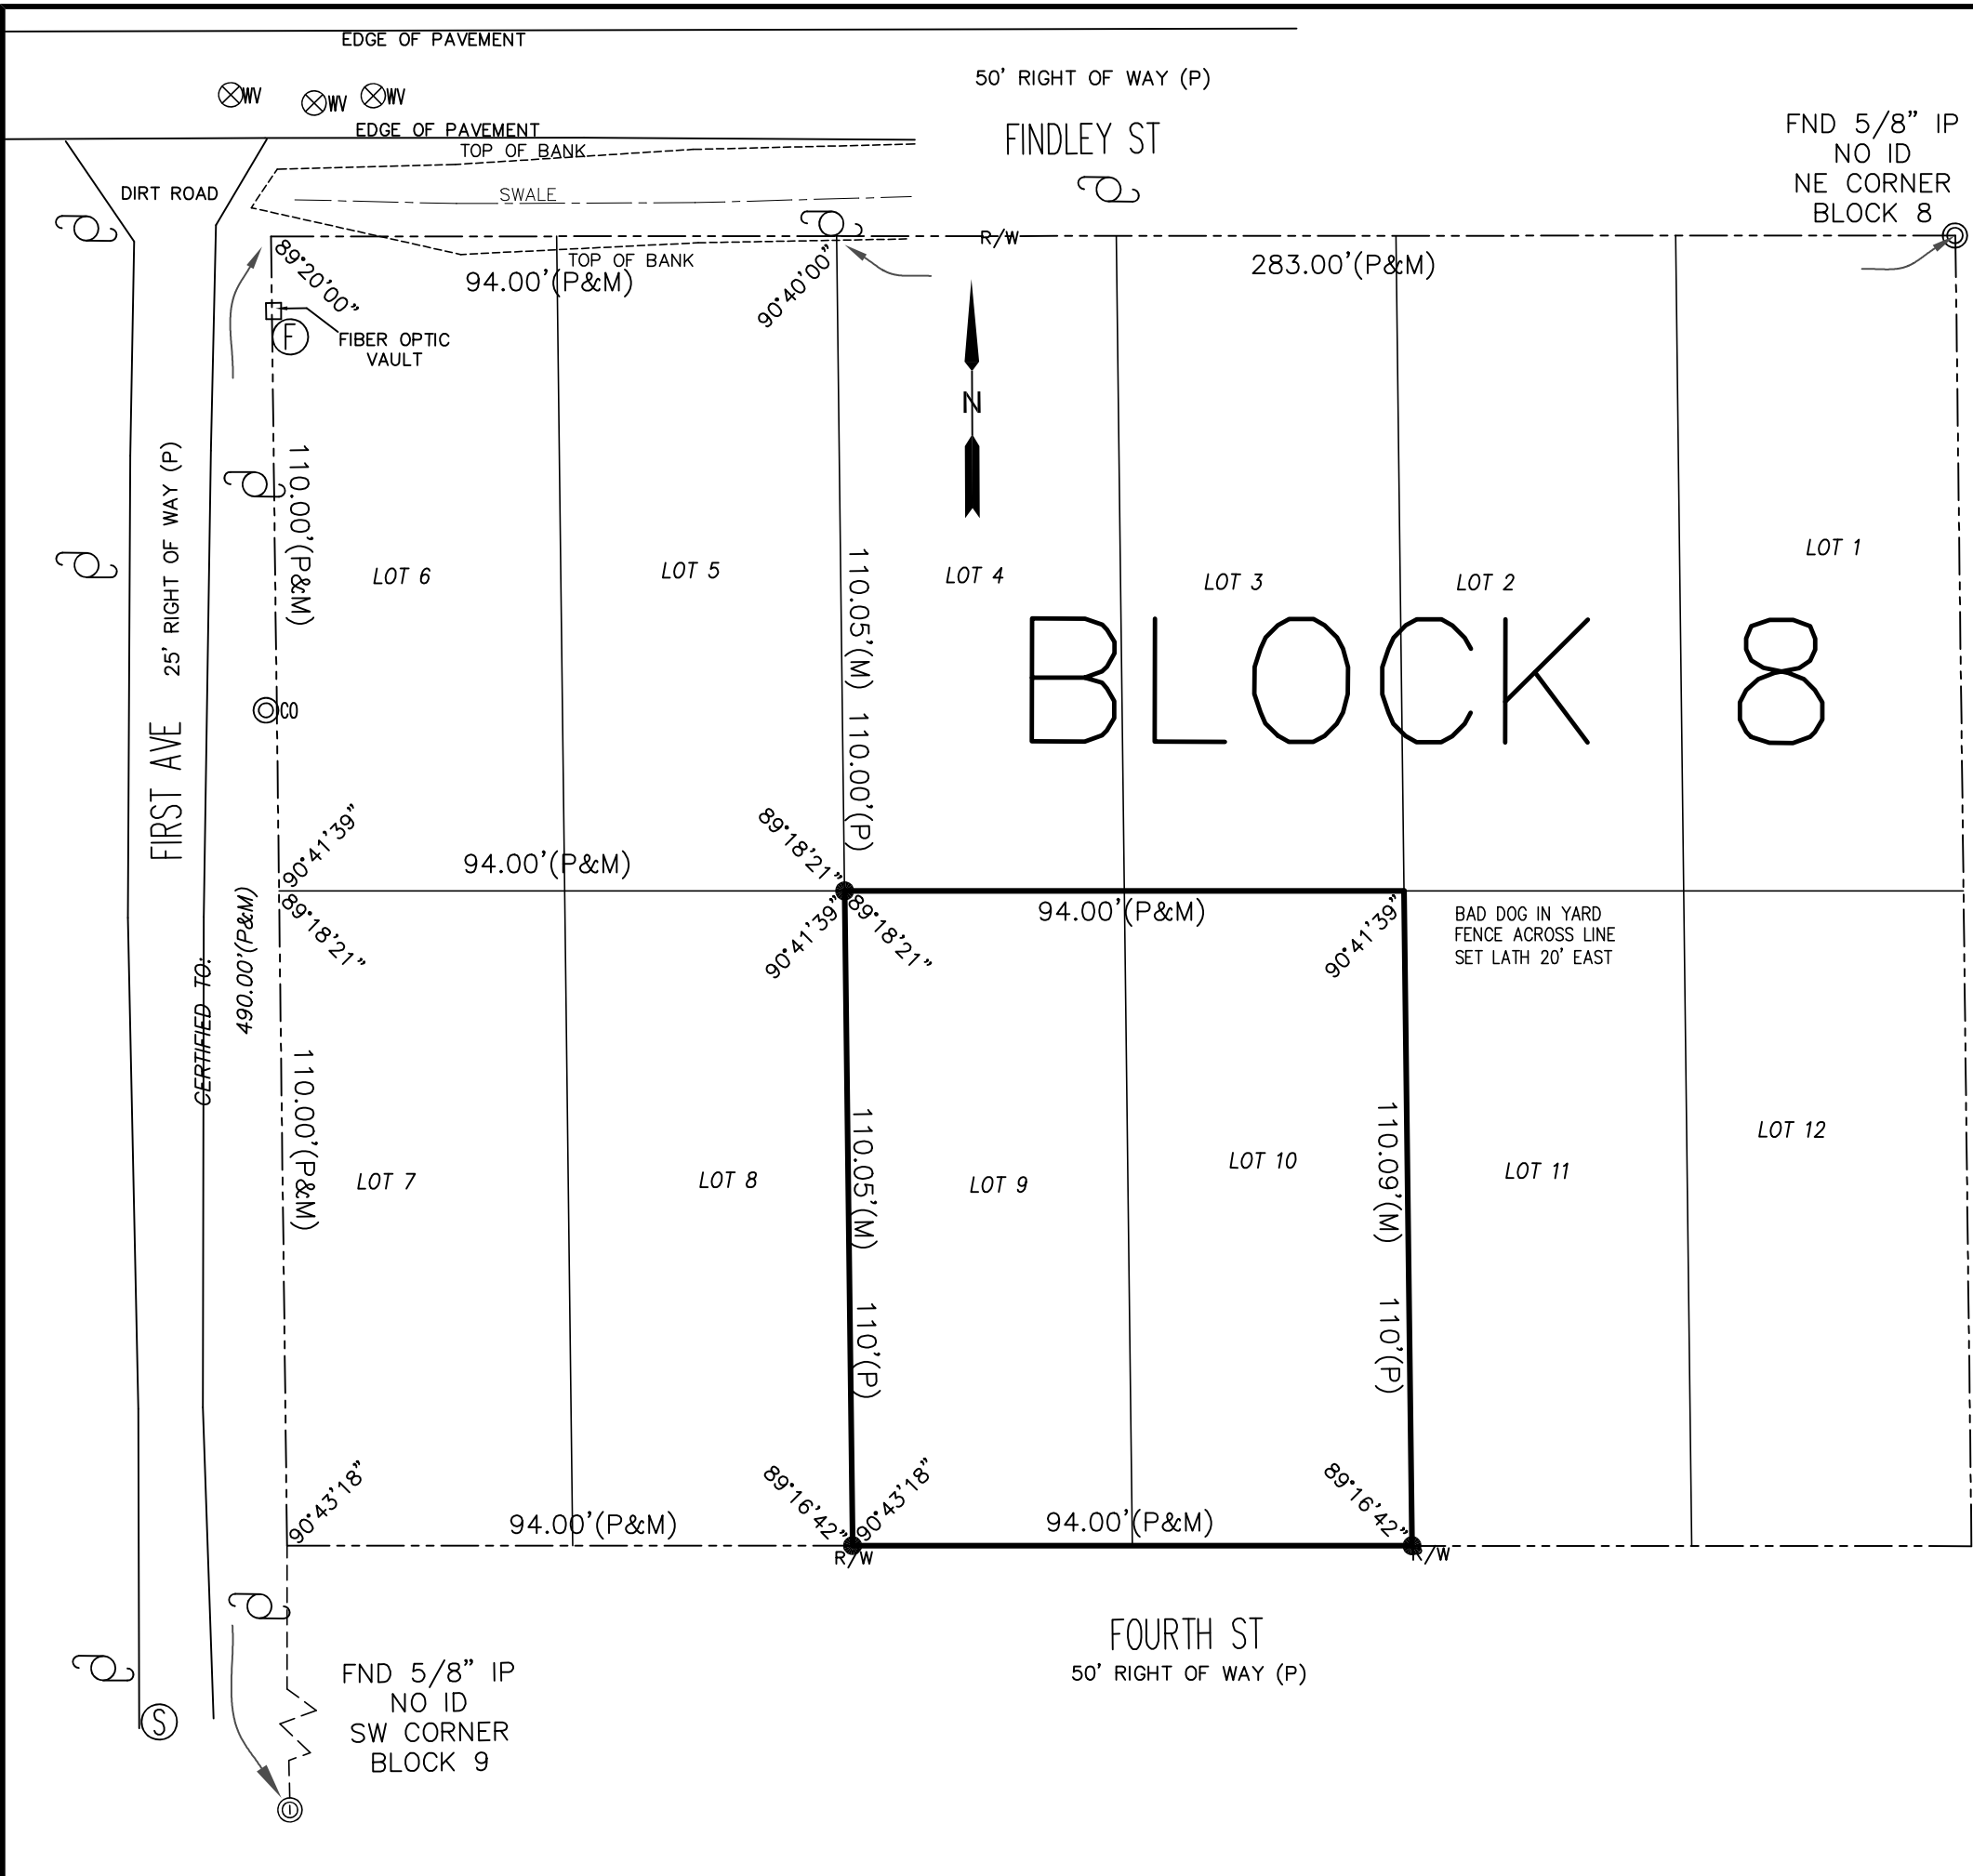 EDGE OF PAVEMENT
50' RIGHT OF WAY (P)
WV
WV
WV
EDGE OF PAVEMENT
FINDLEY ST
TOP OF BANK
FND 5/8" IP
NO ID
NE CORNER
BLOCK 8
DIRT ROAD
SWALE
R/W
TOP OF BANK
94.00'(P&M)
283.00'(P&M)
89°20'00"
90°40'00"
F
FIBER OPTIC
VAULT
N
110.00'(P&M)
25' RIGHT OF WAY (P)
FIRST AVE
LOT 6
LOT 5
LOT 4
LOT 3
LOT 2
LOT 1
110.05'(M) 110.00'(P)
BLOCK 8
CO
90°41'39"
94.00'(P&M)
89°18'21"
89°18'21"
90°41'39"
89°18'21"
94.00'(P&M)
90°41'39"
BAD DOG IN YARD
FENCE ACROSS LINE
SET LATH 20' EAST
490.00'(P&M)
CERTIFIED TO:
110.00'(P&M)
LOT 7
LOT 8
LOT 9
LOT 10
LOT 11
LOT 12
110.05'(M)
110'(P)
110.09'(M)
110'(P)
90°43'18"
94.00'(P&M)
89°16'42"
90°43'18"
94.00'(P&M)
89°16'42"
R/W
R/W
FOURTH ST
50' RIGHT OF WAY (P)
FND 5/8" IP
NO ID
SW CORNER
BLOCK 9
S